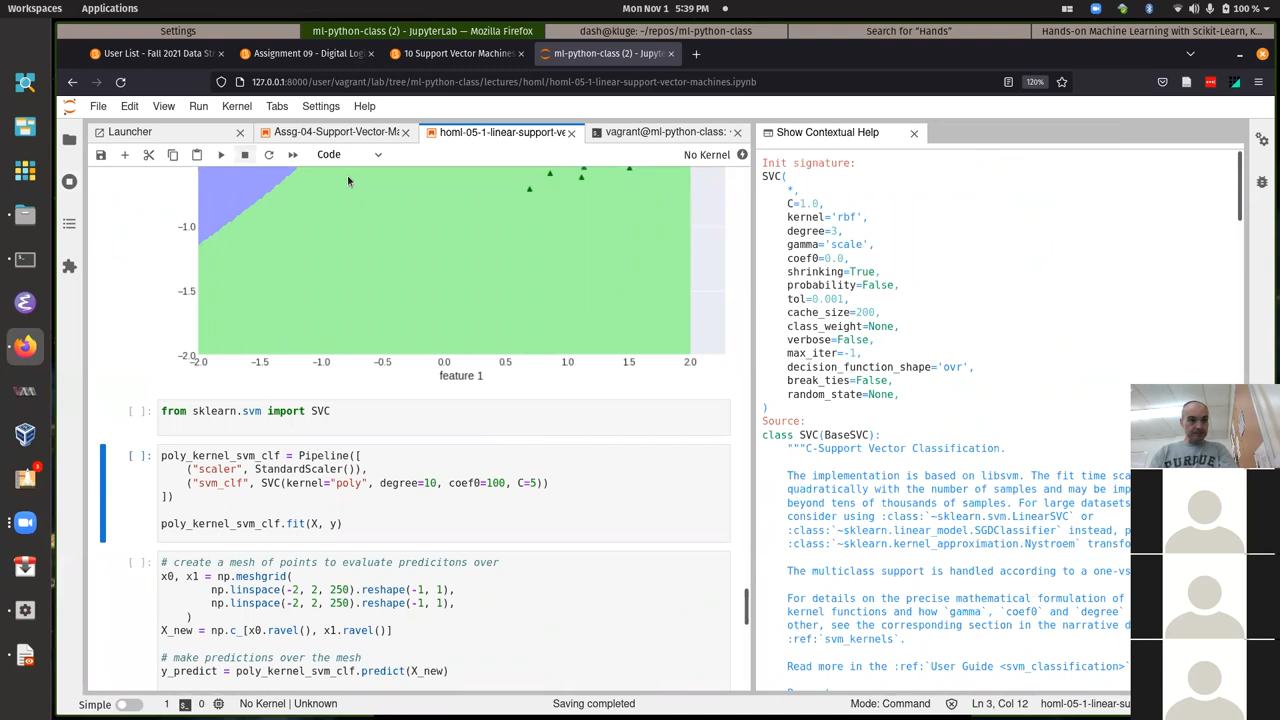 Workspaces Applications Mon Nov 1 5:39 PM 100 %
Settings ml-python-class (2) - JupyterLab — Mozilla Firefox dash@kluge: ~/repos/ml-python-class Search for "Hands" Hands-on Machine Learning with Scikit-Learn, K...
User List - Fall 2021 Data St Assignment 09 - Digital Logi 10 Support Vector Machines ml-python-class (2) - Jupyte
127.0.0.1:8000/user/vagrant/lab/tree/ml-python-class/lectures/homl/homl-05-1-linear-support-vector-machines.ipynb 120%
File Edit View Run Kernel Tabs Settings Help
Launcher Assg-04-Support-Vector-Ma homl-05-1-linear-support-ve vagrant@ml-python-class: Show Contextual Help
Code No Kernel
−1.0
−1.5
−2.0
−2.0 −1.5 −1.0 −0.5 0.0 0.5 1.0 1.5 2.0
feature 1
[ ]: from sklearn.svm import SVC
[ ]: poly_kernel_svm_clf = Pipeline([
("scaler", StandardScaler()),
("svm_clf", SVC(kernel="poly", degree=10, coef0=100, C=5))
])
poly_kernel_svm_clf.fit(X, y)
[ ]: # create a mesh of points to evaluate predicitons over
x0, x1 = np.meshgrid(
np.linspace(-2, 2, 250).reshape(-1, 1),
np.linspace(-2, 2, 250).reshape(-1, 1),
)
X_new = np.c_[x0.ravel(), x1.ravel()]
# make predictions over the mesh
y_predict = poly_kernel_svm_clf.predict(X_new)
Init signature:
SVC(
*,
C=1.0,
kernel='rbf',
degree=3,
gamma='scale',
coef0=0.0,
shrinking=True,
probability=False,
tol=0.001,
cache_size=200,
class_weight=None,
verbose=False,
max_iter=-1,
decision_function_shape='ovr',
break_ties=False,
random_state=None,
)
Source:
class SVC(BaseSVC):
"""C-Support Vector Classification.
The implementation is based on libsvm. The fit time sca
quadratically with the number of samples and may be imp
beyond tens of thousands of samples. For large datasets
consider using :class:`~sklearn.svm.LinearSVC` or
:class:`~sklearn.linear_model.SGDClassifier` instead, p
:class:`~sklearn.kernel_approximation.Nystroem` transfo
The multiclass support is handled according to a one-vs
For details on the precise mathematical formulation of
kernel functions and how `gamma`, `coef0` and `degree`
other, see the corresponding section in the narrative d
:ref:`svm_kernels`.
Read more in the :ref:`User Guide <svm_classification>`
PURDUE
Simple 1 0 No Kernel | Unknown Saving completed Mode: Command Ln 3, Col 12 homl-05-1-linear-su